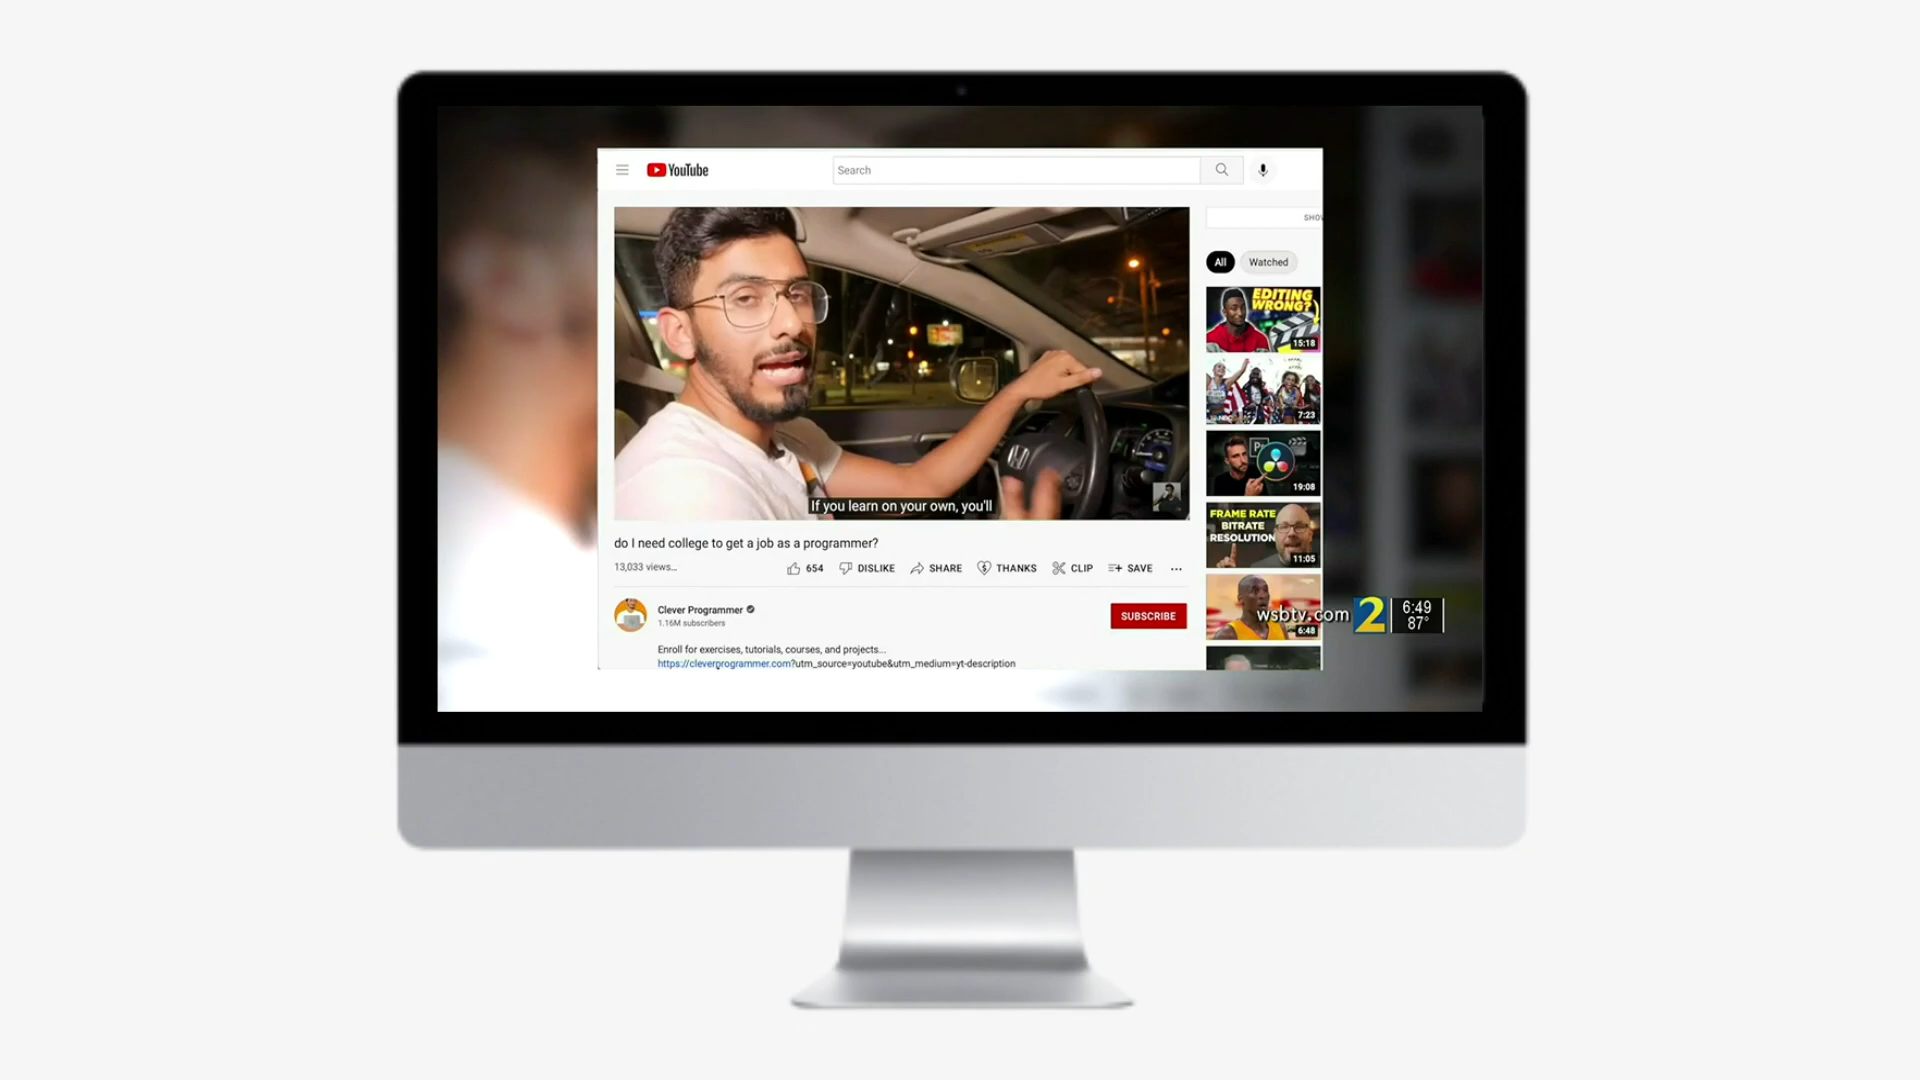 YouTube
Search
SHOW
All
Watched
EDITING
WRONG?
15:18
7:23
Pr
19:08
FRAME RATE
BITRATE
RESOLUTION
11:05
6:48
If you learn on your own, you'll
do I need college to get a job as a programmer?
13,033 views...
654
DISLIKE
SHARE
THANKS
CLIP
SAVE
Clever Programmer
1.16M subscribers
SUBSCRIBE
Enroll for exercises, tutorials, courses, and projects...
https://cleverprogrammer.com?utm_source=youtube&utm_medium=yt-description
wsbtv.com 2
6:49
87°